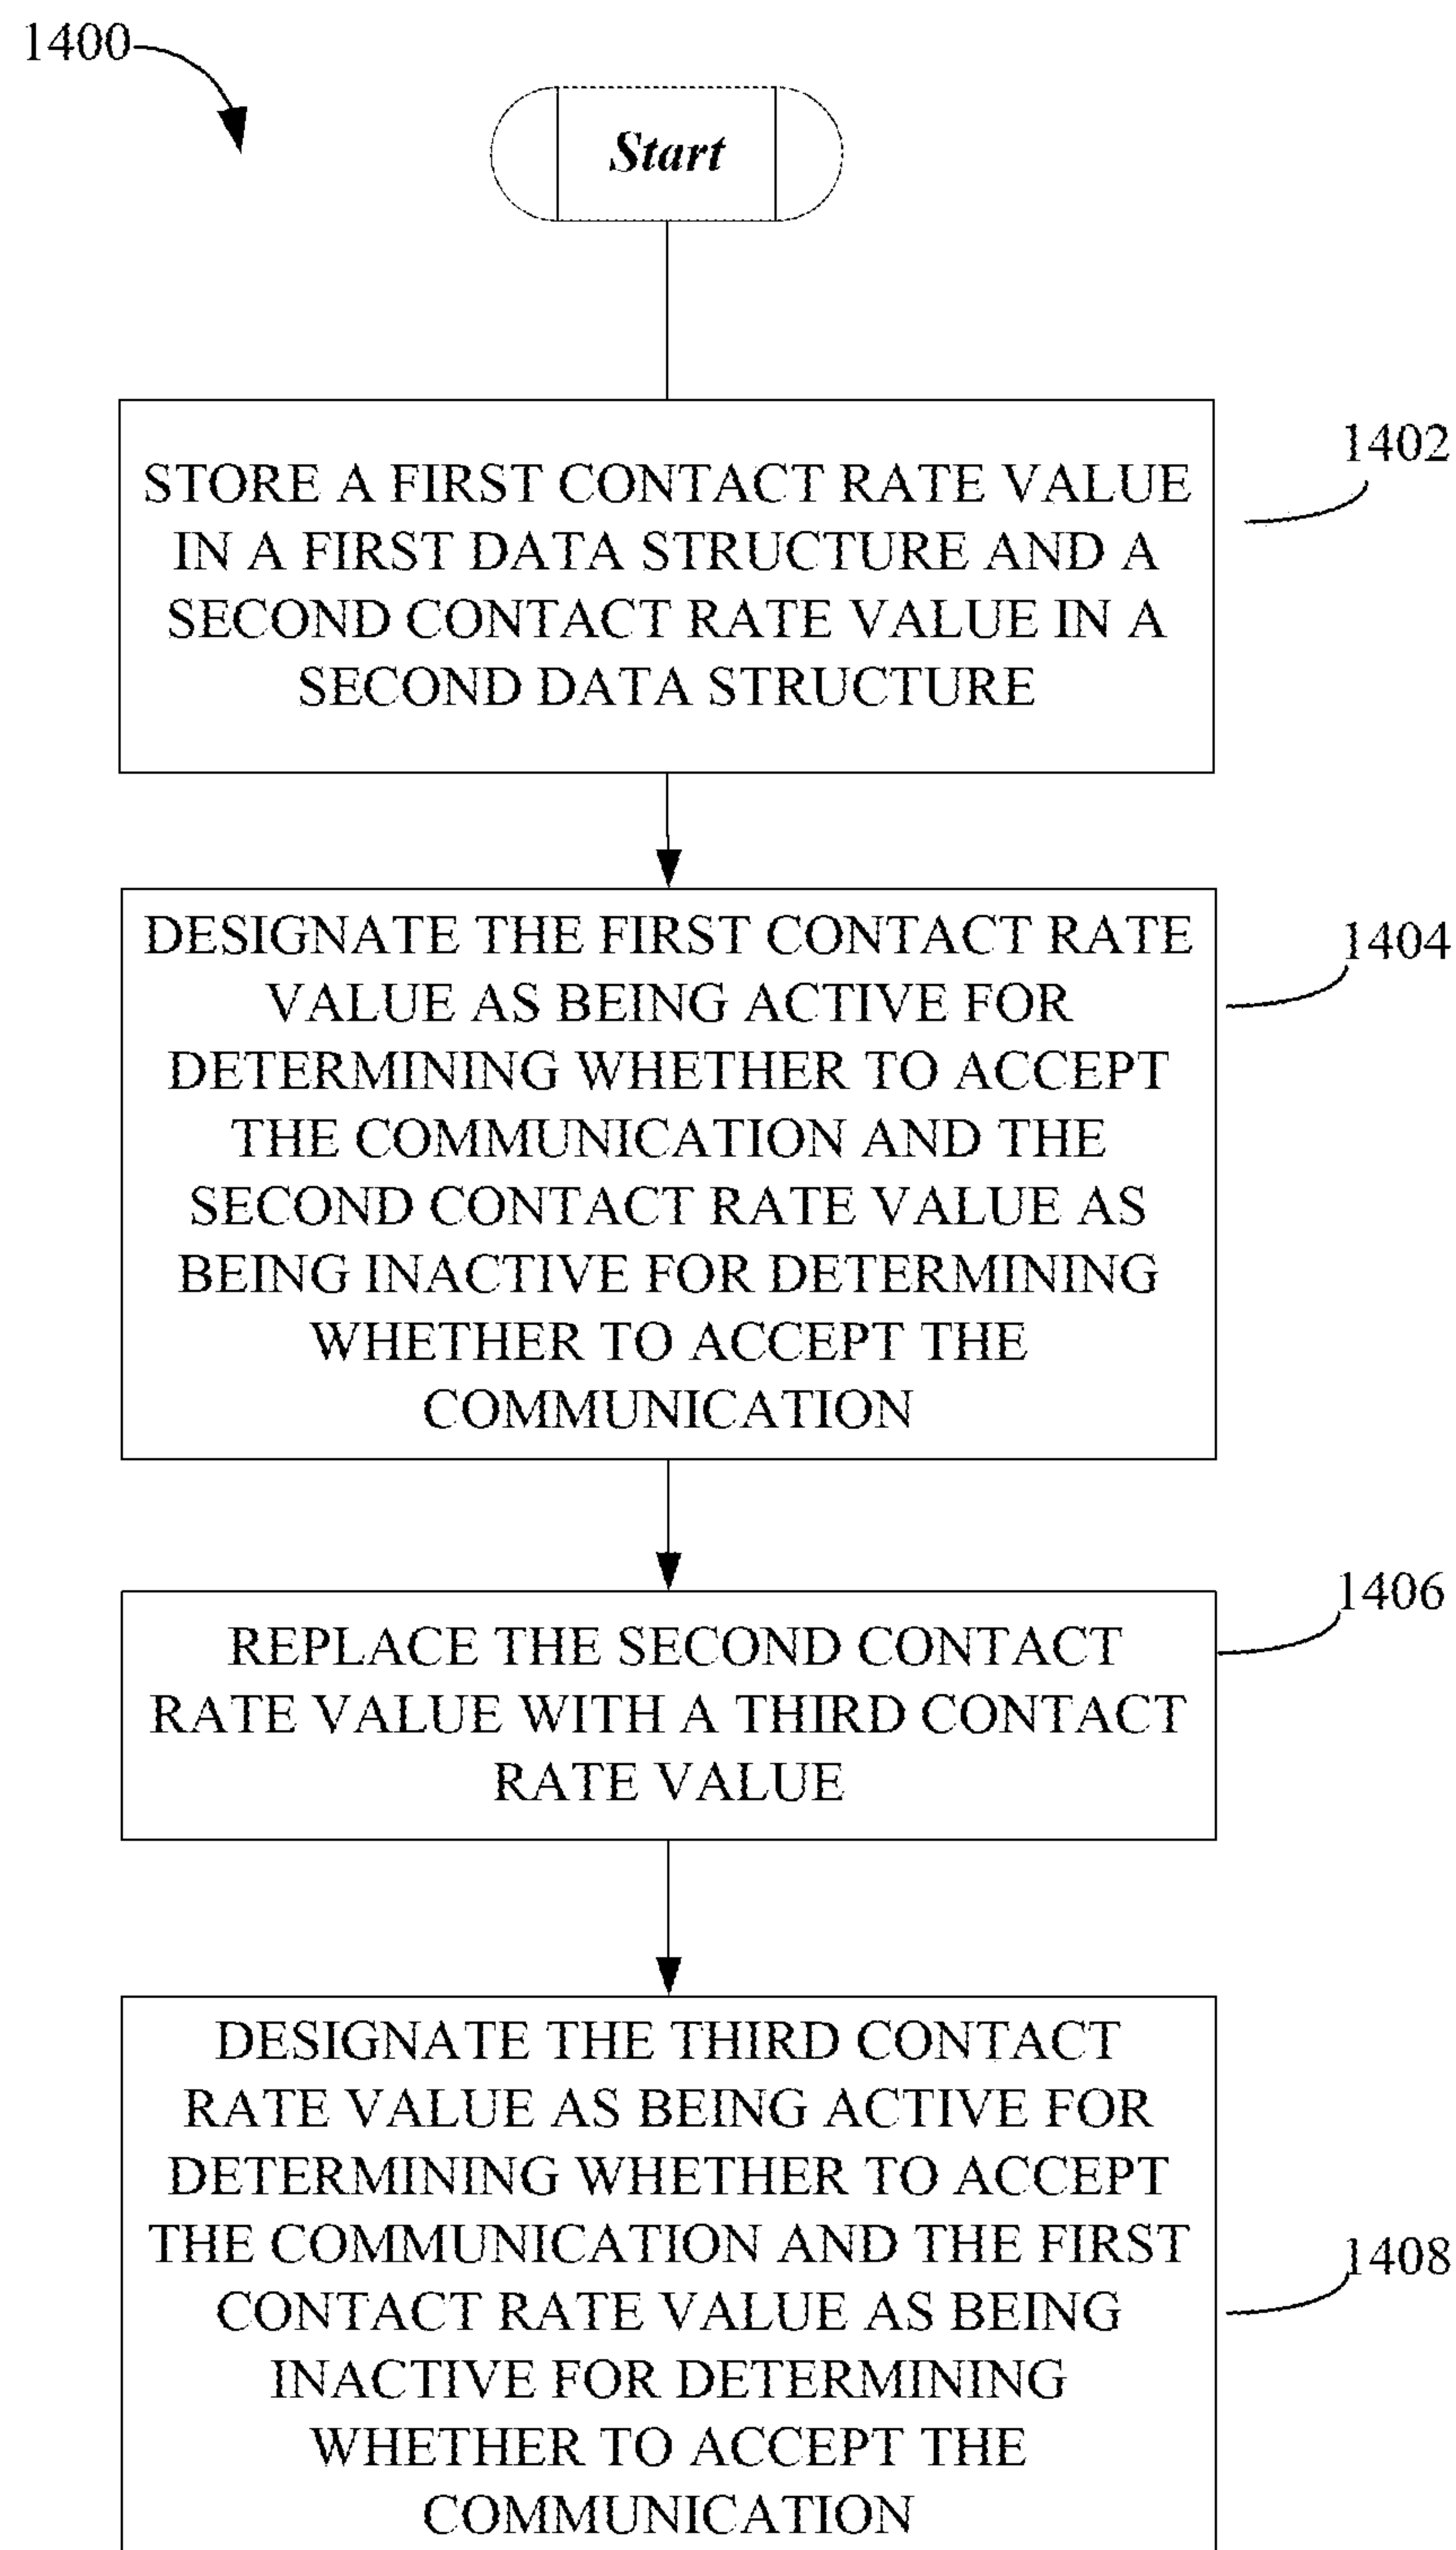 1400
Start
STORE A FIRST CONTACT RATE VALUE
IN A FIRST DATA STRUCTURE AND A
SECOND CONTACT RATE VALUE IN A
SECOND DATA STRUCTURE
1402
DESIGNATE THE FIRST CONTACT RATE
VALUE AS BEING ACTIVE FOR
DETERMINING WHETHER TO ACCEPT
THE COMMUNICATION AND THE
SECOND CONTACT RATE VALUE AS
BEING INACTIVE FOR DETERMINING
WHETHER TO ACCEPT THE
COMMUNICATION
1404
REPLACE THE SECOND CONTACT
RATE VALUE WITH A THIRD CONTACT
RATE VALUE
1406
DESIGNATE THE THIRD CONTACT
RATE VALUE AS BEING ACTIVE FOR
DETERMINING WHETHER TO ACCEPT
THE COMMUNICATION AND THE FIRST
CONTACT RATE VALUE AS BEING
INACTIVE FOR DETERMINING
WHETHER TO ACCEPT THE
COMMUNICATION
1408